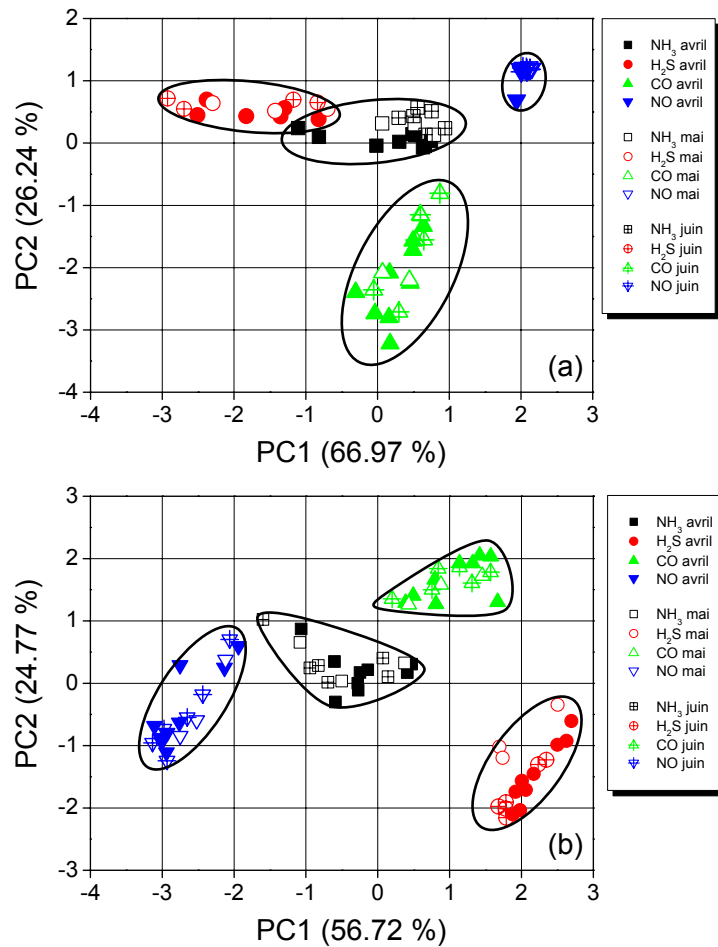 2
1
0
-1
-2
-3
-4
PC2 (26.24 %)
-4 -3 -2 -1 0 1 2 3
PC1 (66.97 %)
(a)
NH₃ avril
H₂S avril
CO avril
NO avril
NH₃ mai
H₂S mai
CO mai
NO mai
NH₃ juin
H₂S juin
CO juin
NO juin
3
2
1
0
-1
-2
-3
PC2 (24.77 %)
-4 -3 -2 -1 0 1 2 3
PC1 (56.72 %)
(b)
NH₃ avril
H₂S avril
CO avril
NO avril
NH₃ mai
H₂S mai
CO mai
NO mai
NH₃ juin
H₂S juin
CO juin
NO juin